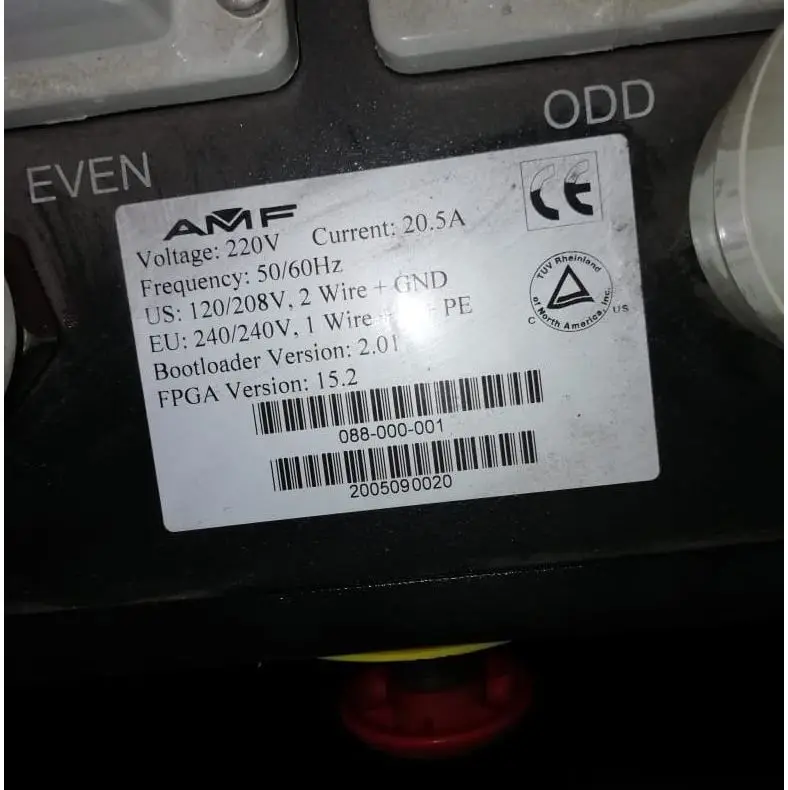 ODD
EVEN
AMF
CE
Voltage: 220V Current: 20.5A
Frequency: 50/60Hz
US: 120/208V, 2 Wire + GND
EU: 240/240V, 1 Wire + PE
TUV Rheinland
of North America, Inc.
C US
Bootloader Version: 2.01
FPGA Version: 15.2
088-000-001
2005090020